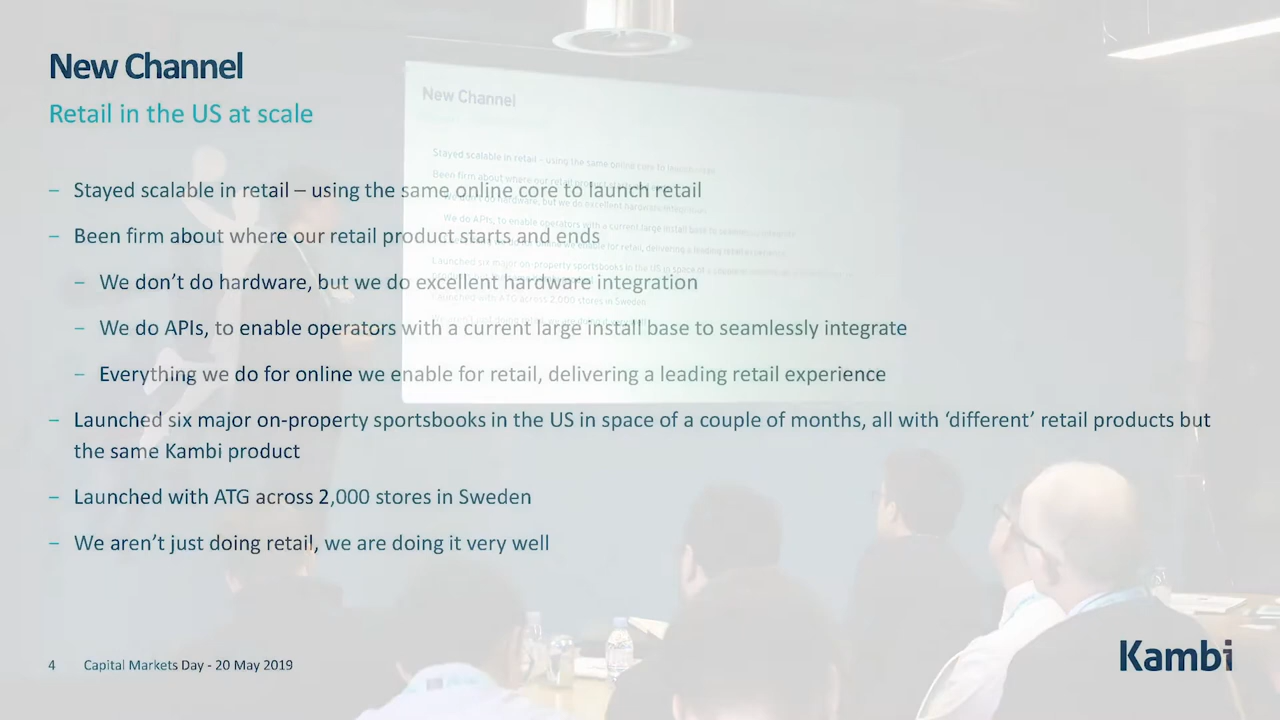 New Channel
Retail in the US at scale
– Stayed scalable in retail – using the same online core to launch retail
– Been firm about where our retail product starts and ends
– We don’t do hardware, but we do excellent hardware integration
– We do APIs, to enable operators with a current large install base to seamlessly integrate
– Everything we do for online we enable for retail, delivering a leading retail experience
– Launched six major on-property sportsbooks in the US in space of a couple of months, all with ‘different’ retail products but
the same Kambi product
– Launched with ATG across 2,000 stores in Sweden
– We aren’t just doing retail, we are doing it very well
4 Capital Markets Day - 20 May 2019
Kambi
New Channel